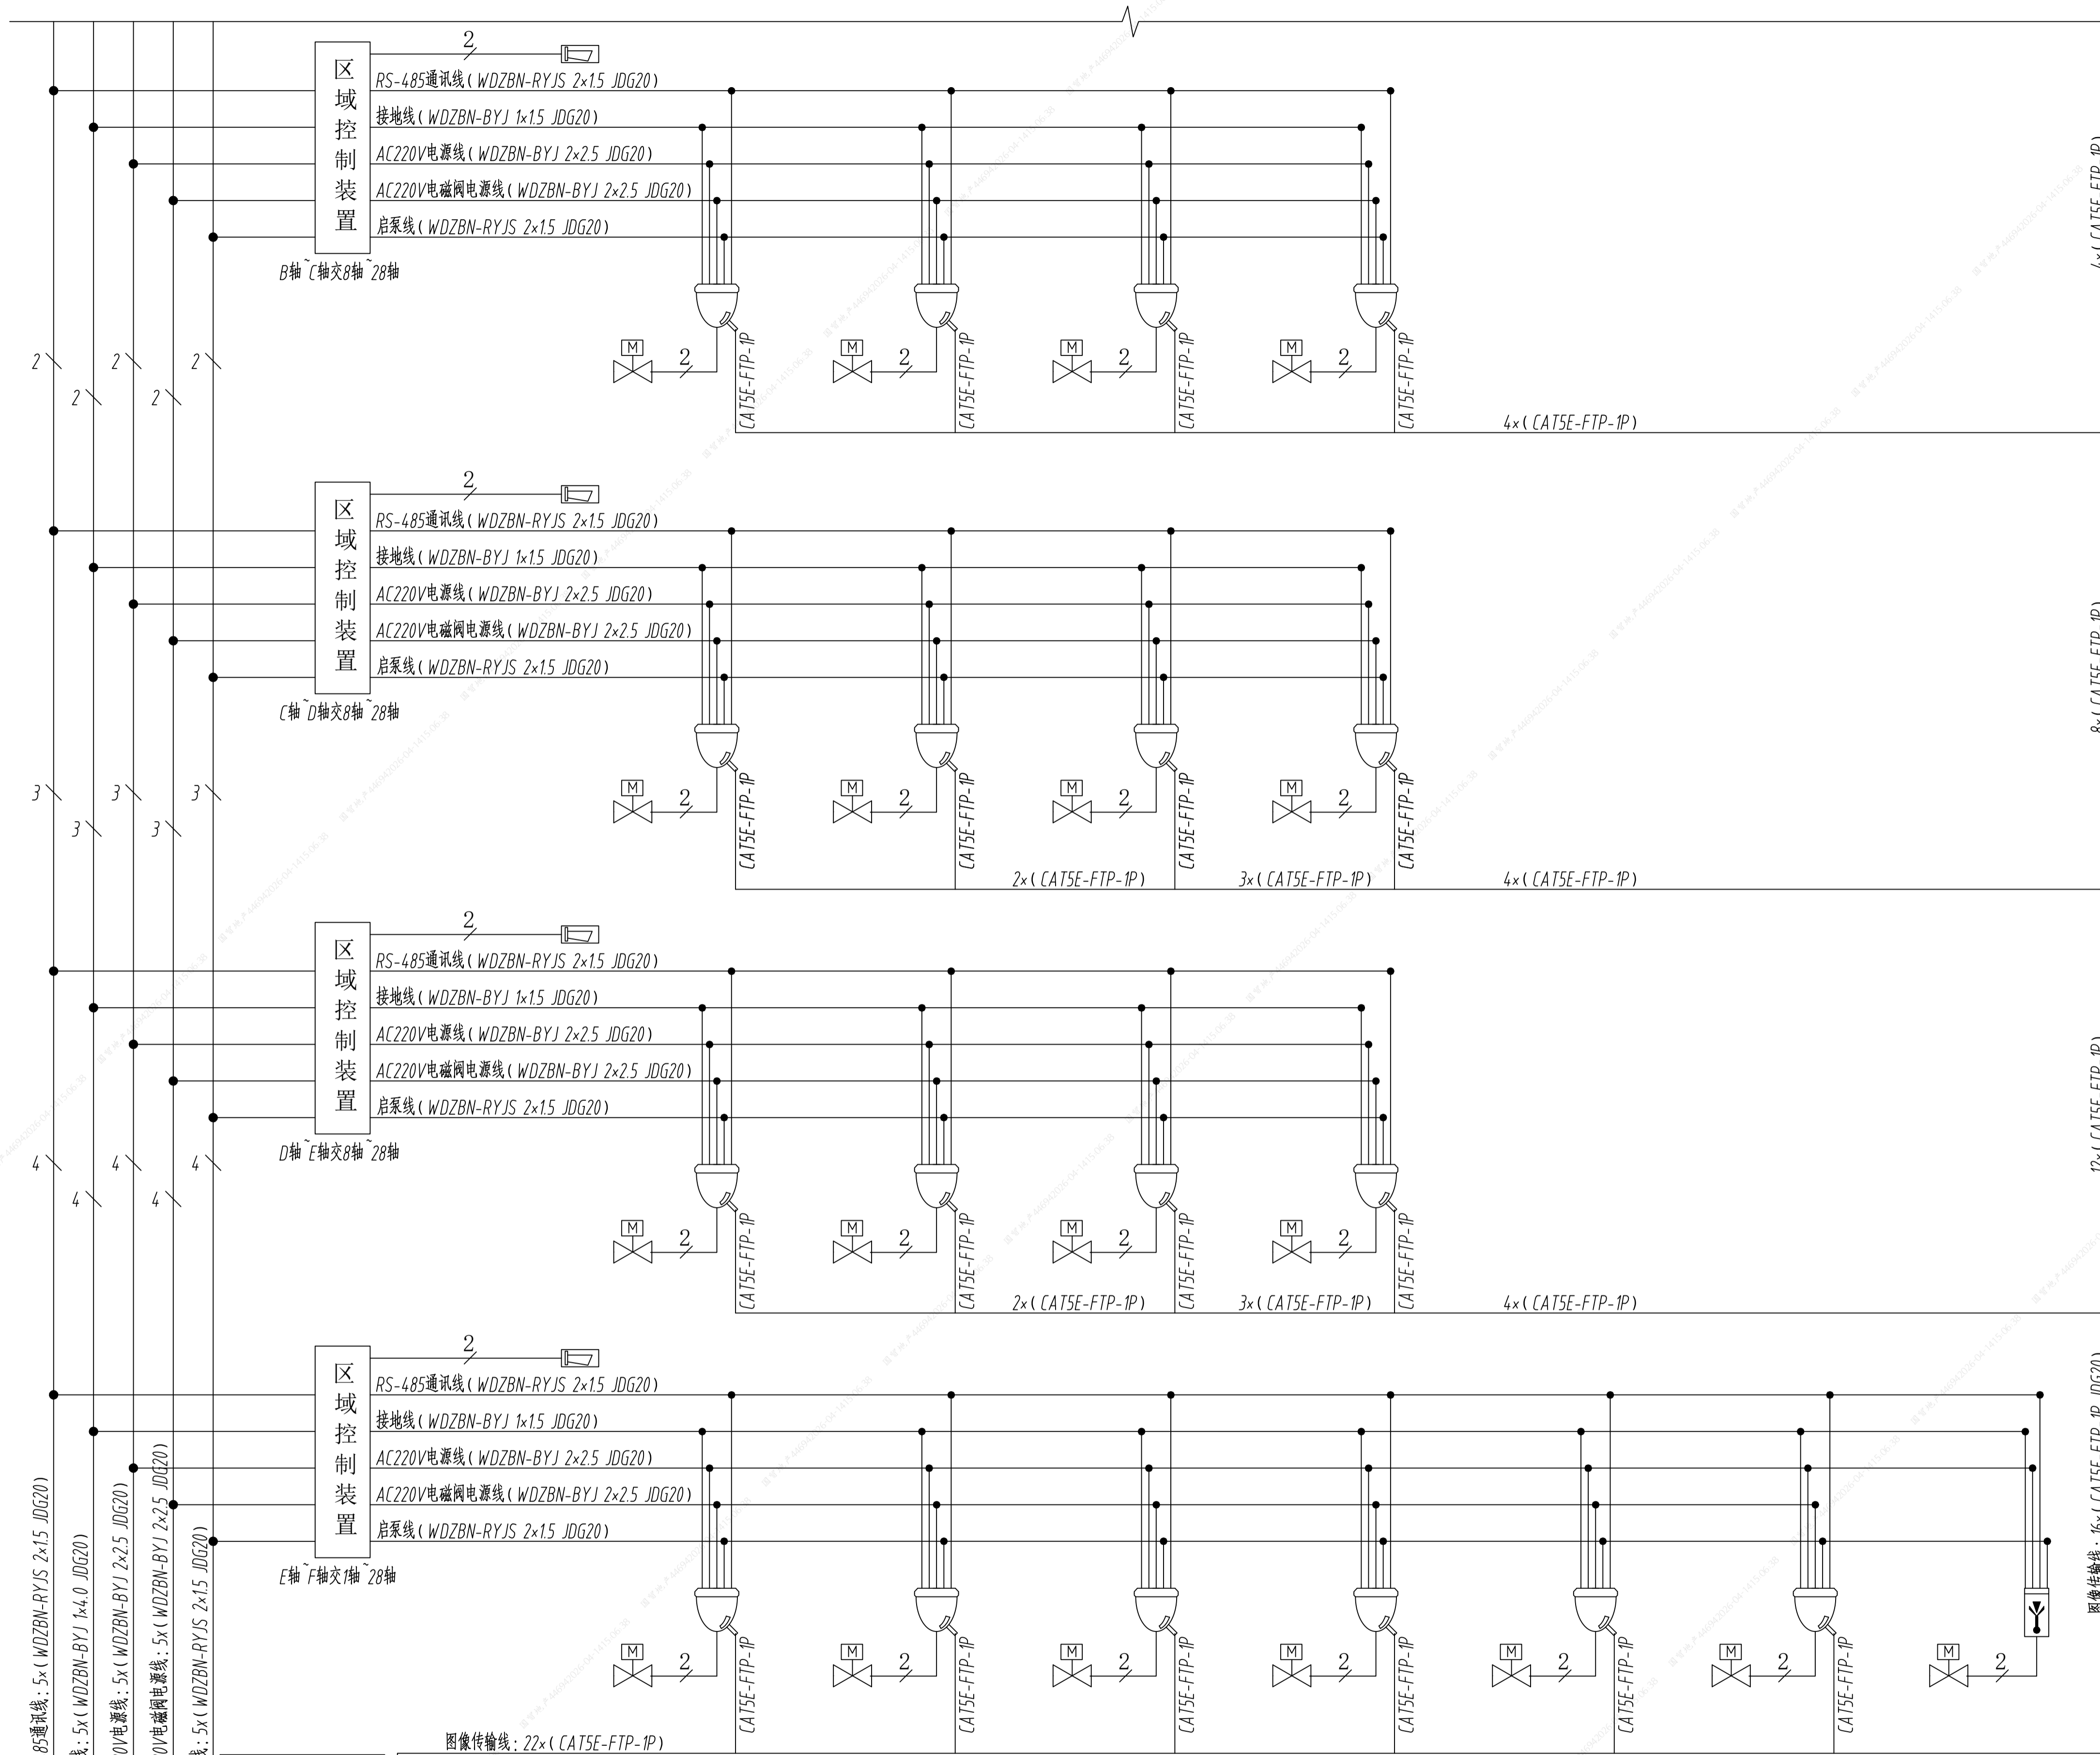 2
区域控制装置
RS-485通讯线(WDZBN-RYJS 2×1.5 JDG20)
接地线(WDZBN-BYJ 1×1.5 JDG20)
AC220V电源线(WDZBN-BYJ 2×2.5 JDG20)
AC220V电磁阀电源线(WDZBN-BYJ 2×2.5 JDG20)
启泵线(WDZBN-RYJS 2×1.5 JDG20)
B轴~C轴交8轴~28轴
M 2 CAT5E-FTP-1P M 2 CAT5E-FTP-1P M 2 CAT5E-FTP-1P M 2 CAT5E-FTP-1P
2 2 2
2 2
4×(CAT5E-FTP-1P)
4×(CAT5E-FTP-1P)
2
区域控制装置
RS-485通讯线(WDZBN-RYJS 2×1.5 JDG20)
接地线(WDZBN-BYJ 1×1.5 JDG20)
AC220V电源线(WDZBN-BYJ 2×2.5 JDG20)
AC220V电磁阀电源线(WDZBN-BYJ 2×2.5 JDG20)
启泵线(WDZBN-RYJS 2×1.5 JDG20)
C轴~D轴交8轴~28轴
M 2 CAT5E-FTP-1P M 2 CAT5E-FTP-1P M 2 CAT5E-FTP-1P M 2 CAT5E-FTP-1P
3 3 3
3 3
2×(CAT5E-FTP-1P) 3×(CAT5E-FTP-1P) 4×(CAT5E-FTP-1P)
8×(CAT5E-FTP-1P)
2
区域控制装置
RS-485通讯线(WDZBN-RYJS 2×1.5 JDG20)
接地线(WDZBN-BYJ 1×1.5 JDG20)
AC220V电源线(WDZBN-BYJ 2×2.5 JDG20)
AC220V电磁阀电源线(WDZBN-BYJ 2×2.5 JDG20)
启泵线(WDZBN-RYJS 2×1.5 JDG20)
D轴~E轴交8轴~28轴
M 2 CAT5E-FTP-1P M 2 CAT5E-FTP-1P M 2 CAT5E-FTP-1P M 2 CAT5E-FTP-1P
4 4 4
4 4
2×(CAT5E-FTP-1P) 3×(CAT5E-FTP-1P) 4×(CAT5E-FTP-1P)
12×(CAT5E-FTP-1P)
2
区域控制装置
RS-485通讯线(WDZBN-RYJS 2×1.5 JDG20)
接地线(WDZBN-BYJ 1×1.5 JDG20)
AC220V电源线(WDZBN-BYJ 2×2.5 JDG20)
AC220V电磁阀电源线(WDZBN-BYJ 2×2.5 JDG20)
启泵线(WDZBN-RYJS 2×1.5 JDG20)
E轴~F轴交1轴~28轴
M 2 CAT5E-FTP-1P M 2 CAT5E-FTP-1P M 2 CAT5E-FTP-1P M 2 CAT5E-FTP-1P M 2 CAT5E-FTP-1P M 2 CAT5E-FTP-1P M 2
85通讯线：5×(WDZBN-RYJS 2×1.5 JDG20)
线：5×(WDZBN-BYJ 1×4.0 JDG20)
0V电源线：5×(WDZBN-BYJ 2×2.5 JDG20)
0V电磁阀电源线：5×(WDZBN-BYJ 2×2.5 JDG20)
线：5×(WDZBN-RYJS 2×1.5 JDG20)
图像传输线：16×(CAT5E-FTP-1P JDG20)
图像传输线：22×(CAT5E-FTP-1P)